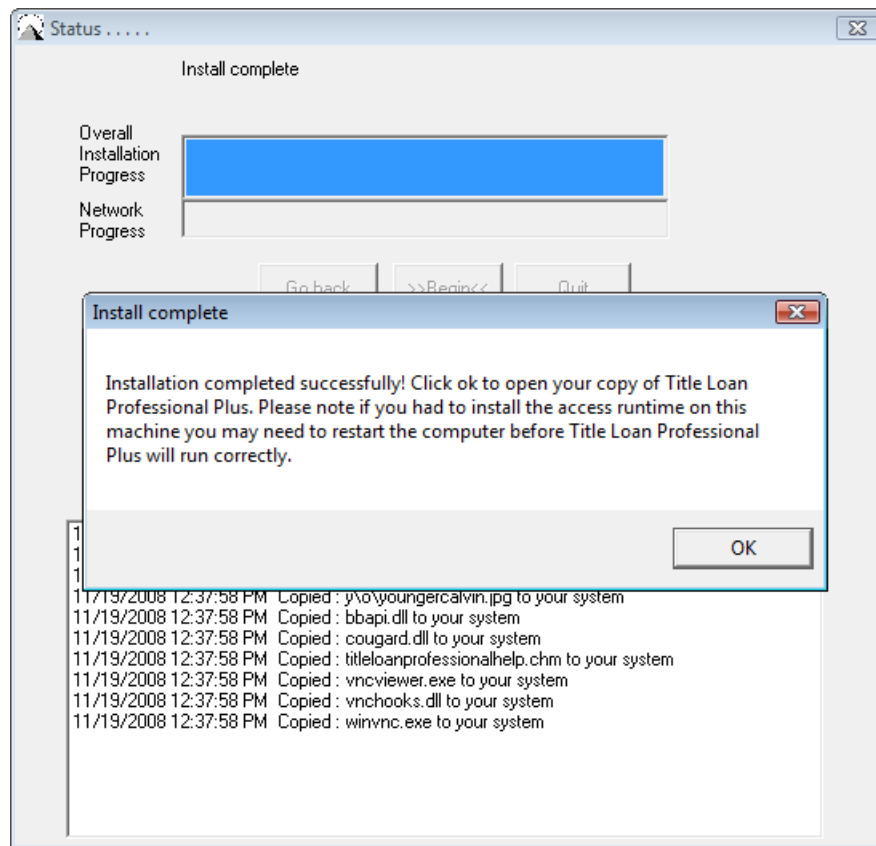 Status . . . . .
Install complete
Overall
Installation
Progress
Network
Progress
Go back >>Begin<< Quit
Install complete
Installation completed successfully! Click ok to open your copy of Title Loan
Professional Plus. Please note if you had to install the access runtime on this
machine you may need to restart the computer before Title Loan Professional
Plus will run correctly.
OK
1
1
1
11/19/2008 12:37:58 PM Copied : y\o\youngercalvin.jpg to your system
11/19/2008 12:37:58 PM Copied : bbapi.dll to your system
11/19/2008 12:37:58 PM Copied : cougard.dll to your system
11/19/2008 12:37:58 PM Copied : titleloanprofessionalhelp.chm to your system
11/19/2008 12:37:58 PM Copied : vncviewer.exe to your system
11/19/2008 12:37:58 PM Copied : vnchooks.dll to your system
11/19/2008 12:37:58 PM Copied : winvnc.exe to your system